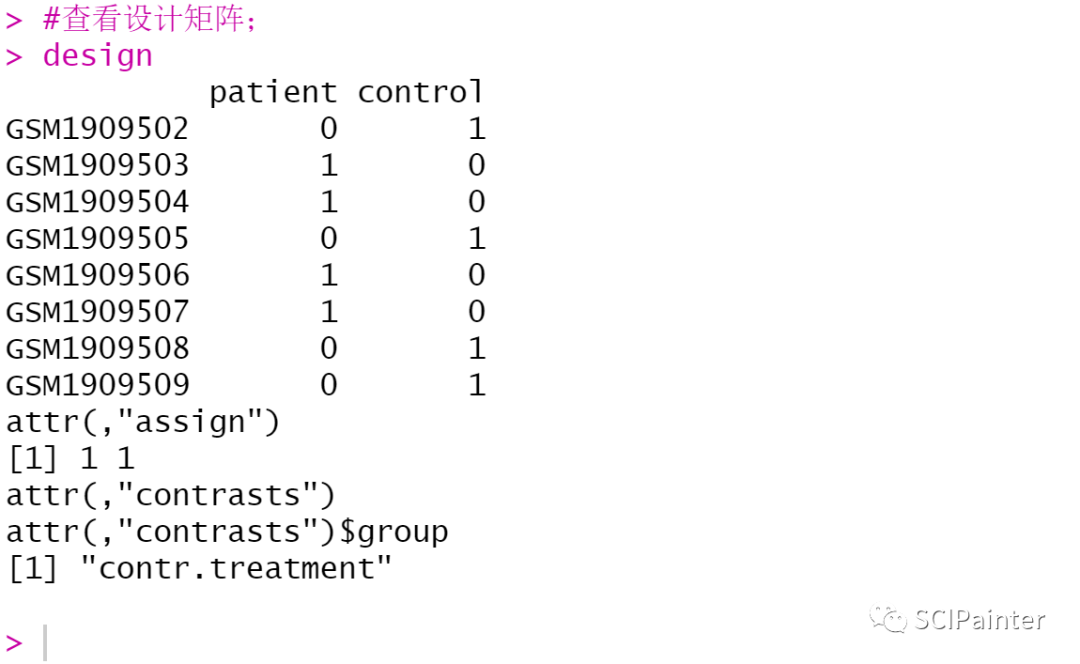 > #查看设计矩阵;
> design
patient control
GSM1909502 0 1
GSM1909503 1 0
GSM1909504 1 0
GSM1909505 0 1
GSM1909506 1 0
GSM1909507 1 0
GSM1909508 0 1
GSM1909509 0 1
attr(,"assign")
[1] 1 1
attr(,"contrasts")
attr(,"contrasts")$group
[1] "contr.treatment"
>
SCIPainter